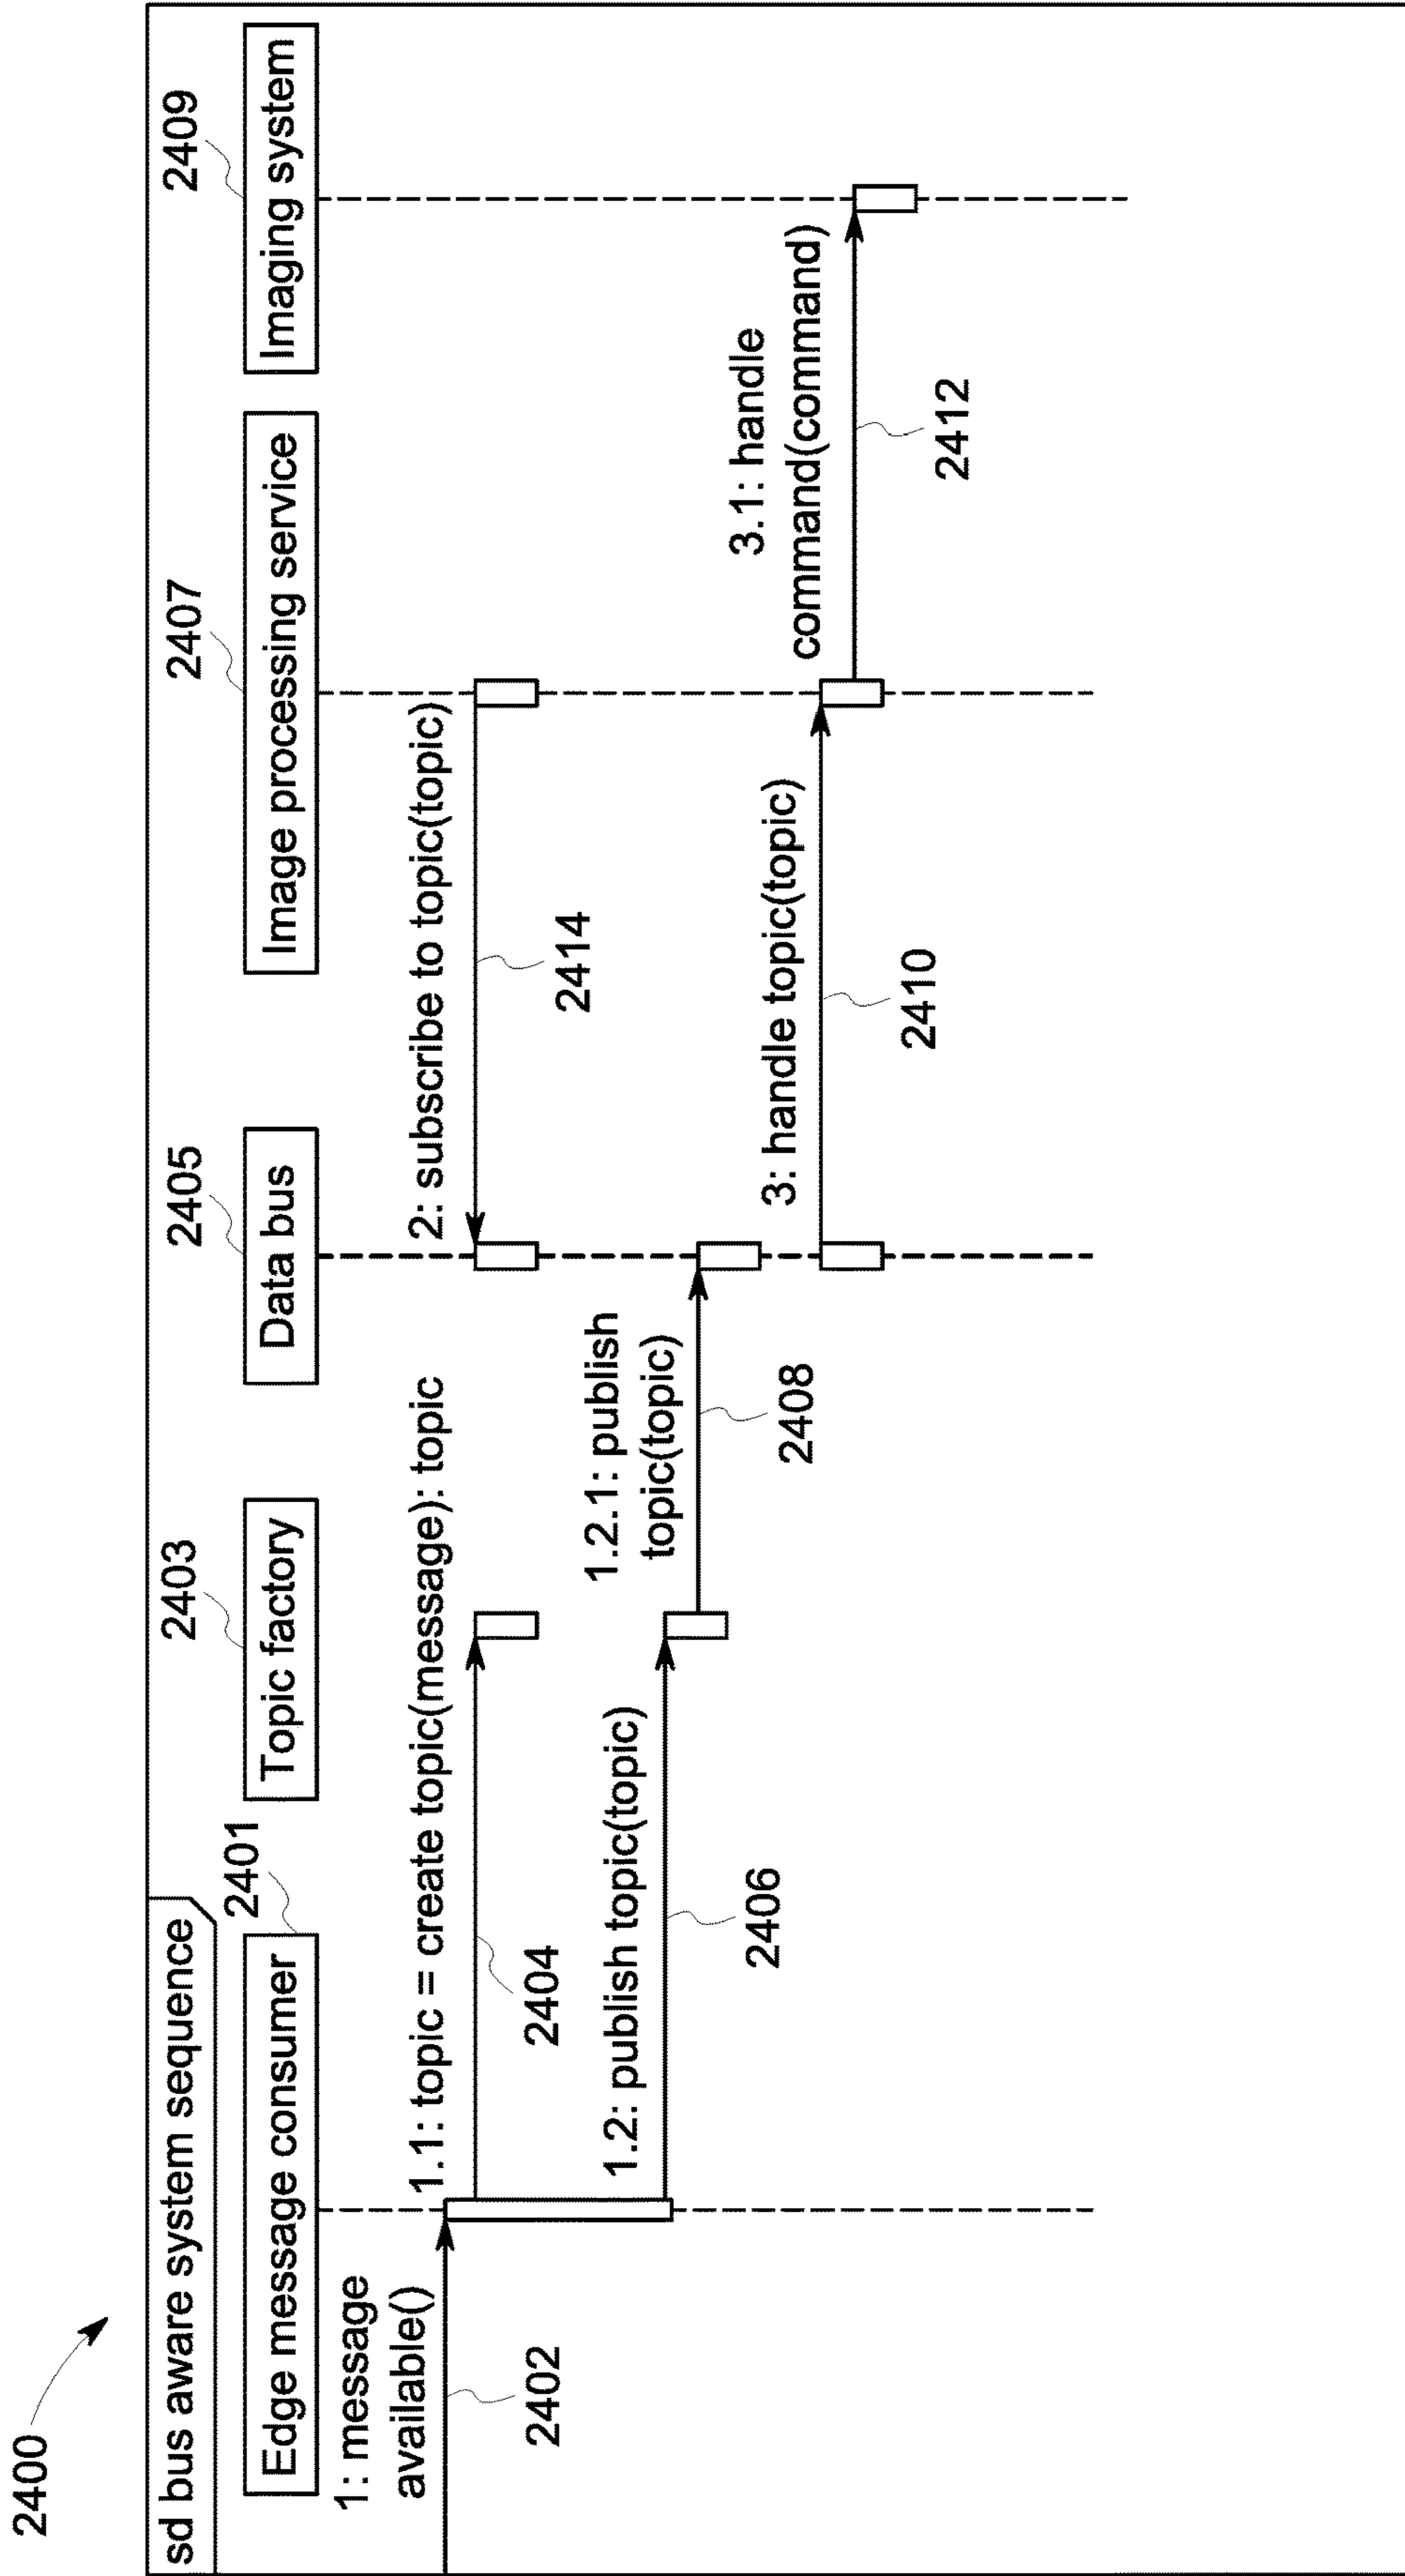 2400
sd bus aware system sequence
2401
2403
2405
2407
2409
Edge message consumer
Topic factory
Data bus
Image processing service
Imaging system
1: message
available()
2402
1.1: topic = create topic(message): topic
2404
2: subscribe to topic(topic)
2414
1.2: publish topic(topic)
2406
1.2.1: publish
topic(topic)
2408
3: handle topic(topic)
2410
3.1: handle
command(command)
2412